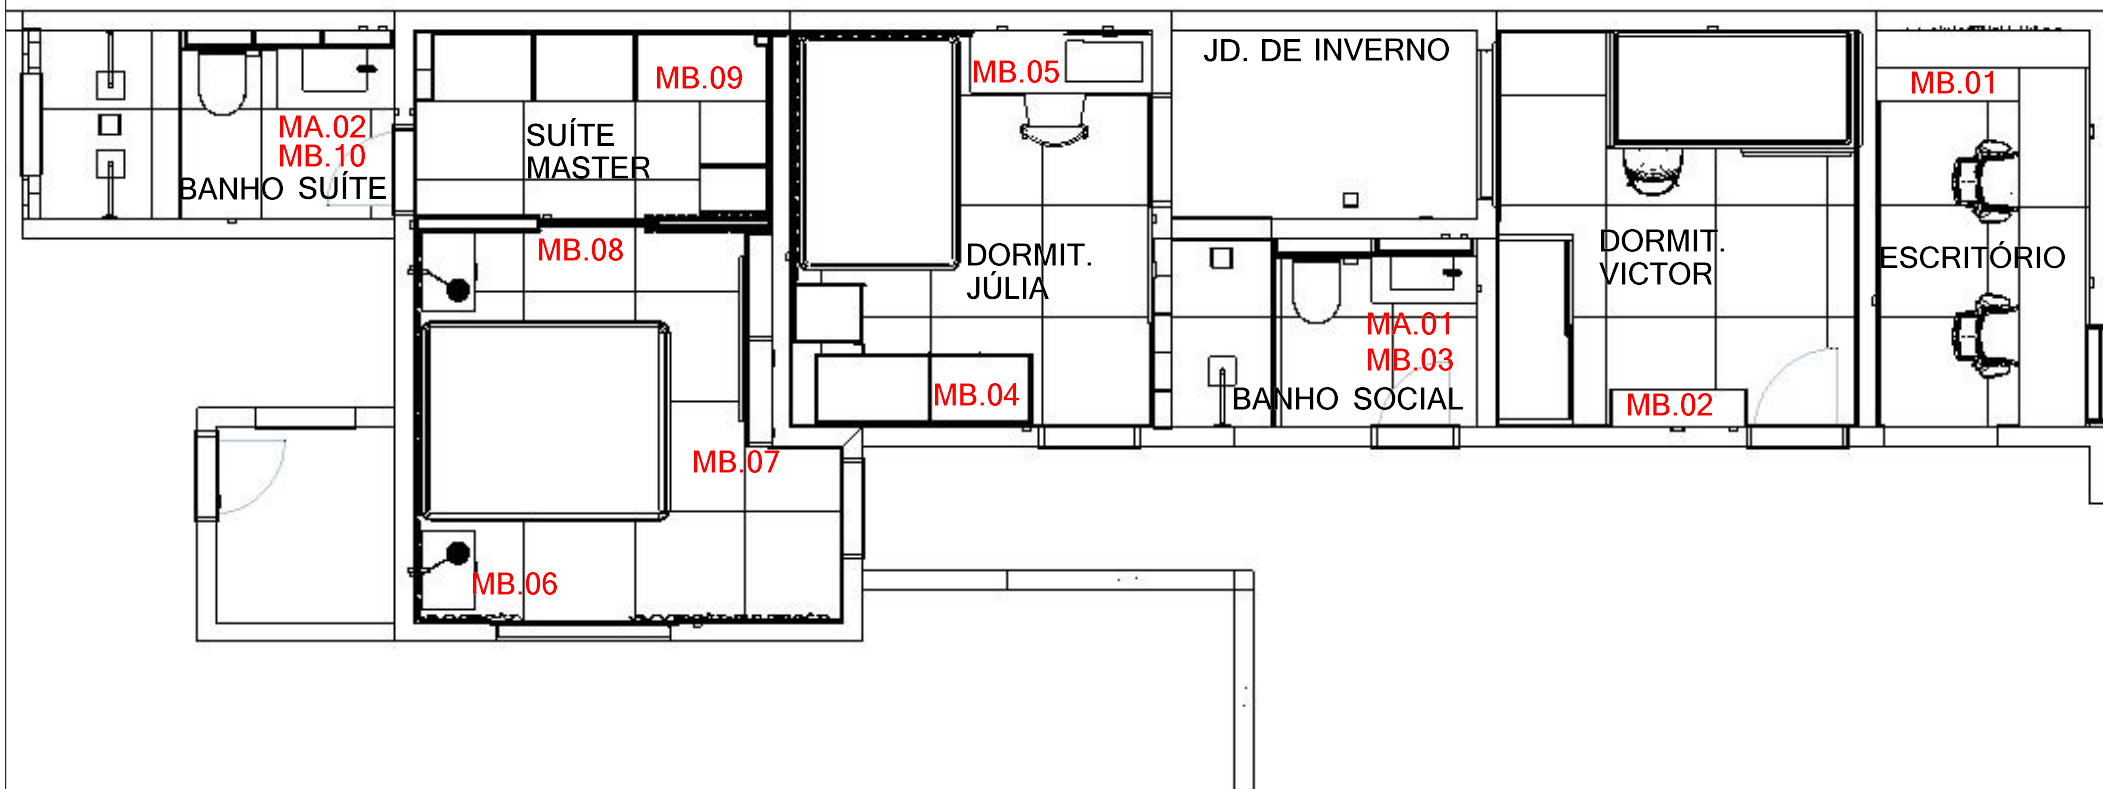 JD. DE INVERNO
MB.09
MB.05
MB.01
MA.02
MB.10
BANHO SUÍTE
SUÍTE
MASTER
MB.08
DORMIT.
JÚLIA
DORMIT.
VICTOR
ESCRITÓRIO
MA.01
MB.03
BANHO SOCIAL
MB.04
MB.02
MB.07
MB.06